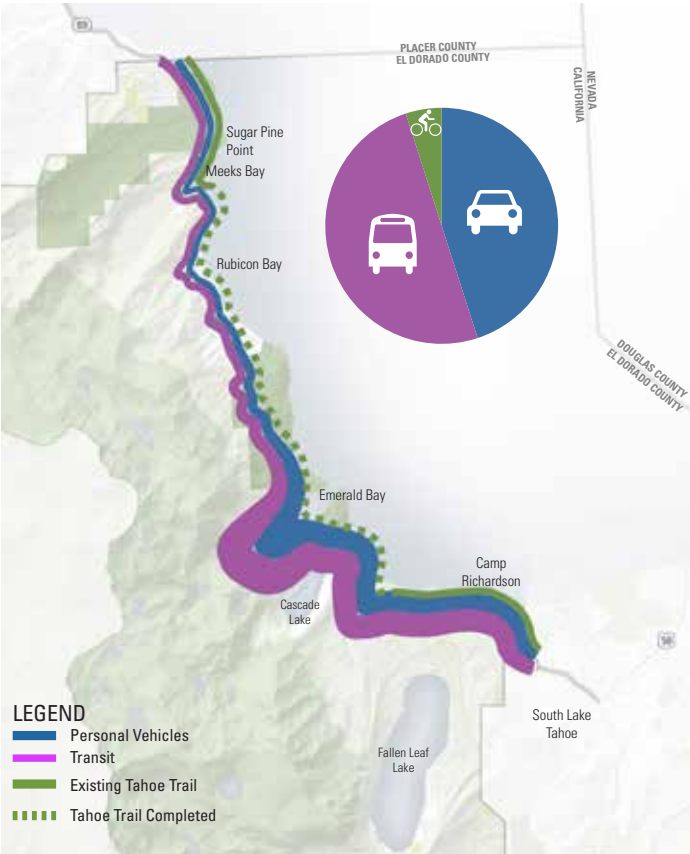 89
PLACER COUNTY
EL DORADO COUNTY
NEVADA
CALIFORNIA
Sugar Pine
Point
Meeks Bay
Rubicon Bay
DOUGLAS COUNTY
EL DORADO COUNTY
Emerald Bay
Camp
Richardson
Cascade
Lake
50
South Lake
Tahoe
Fallen Leaf
Lake
LEGEND
Personal Vehicles
Transit
Existing Tahoe Trail
Tahoe Trail Completed